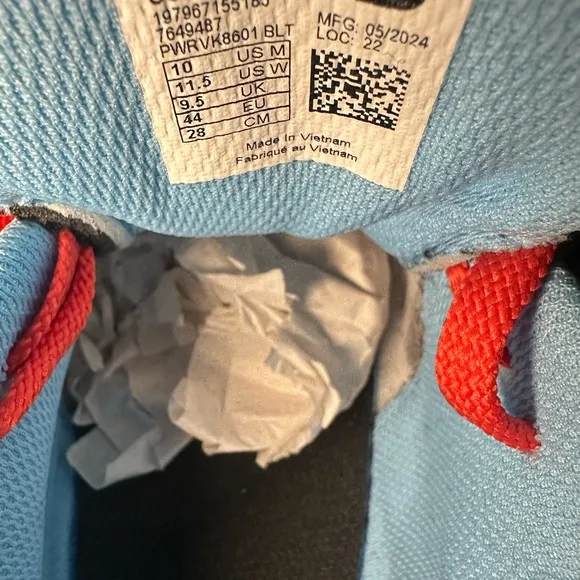 7649487
PWRVK8601 BLT
10 US M
11.5 US W
9.5 UK
44 EU
28 CM
MFG: 05/2024
LOC: 22
Made In Vietnam
Fabriqué au Vietnam